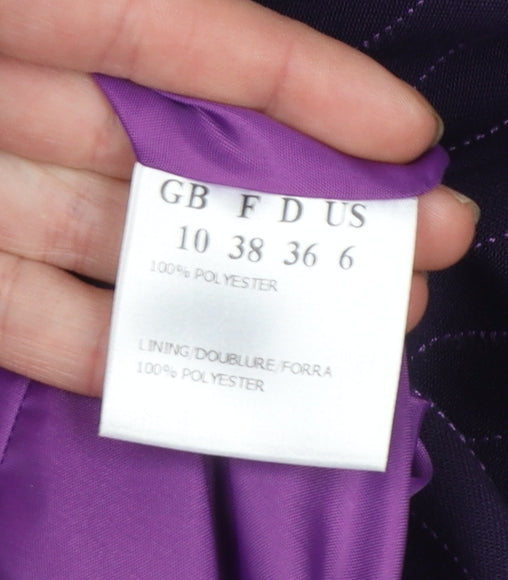 GB F D US
10 38 36 6
100% POLYESTER
LINING/DOUBLURE/FORRA
100% POLYESTER